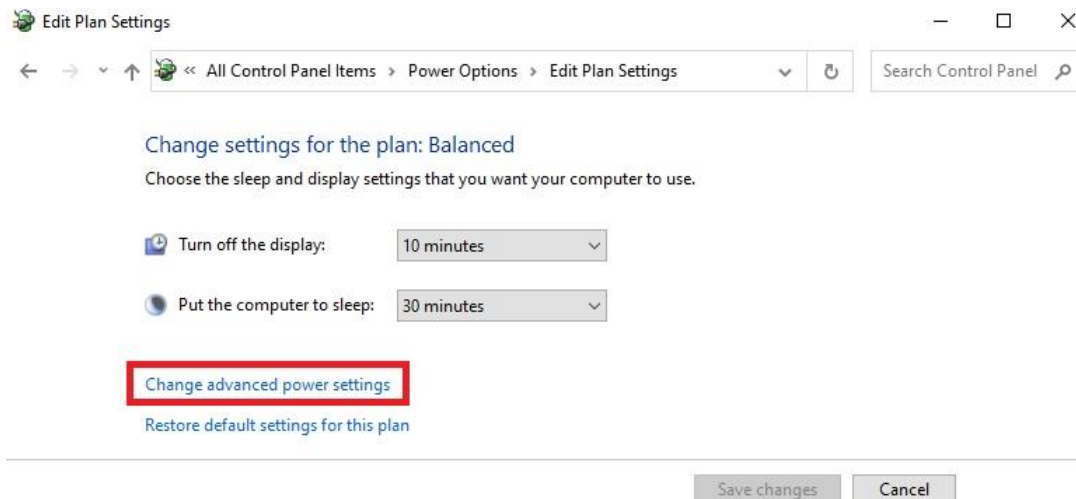 Edit Plan Settings
« All Control Panel Items > Power Options > Edit Plan Settings
Search Control Panel
Change settings for the plan: Balanced
Choose the sleep and display settings that you want your computer to use.
Turn off the display: 10 minutes
Put the computer to sleep: 30 minutes
Change advanced power settings
Restore default settings for this plan
Save changes Cancel